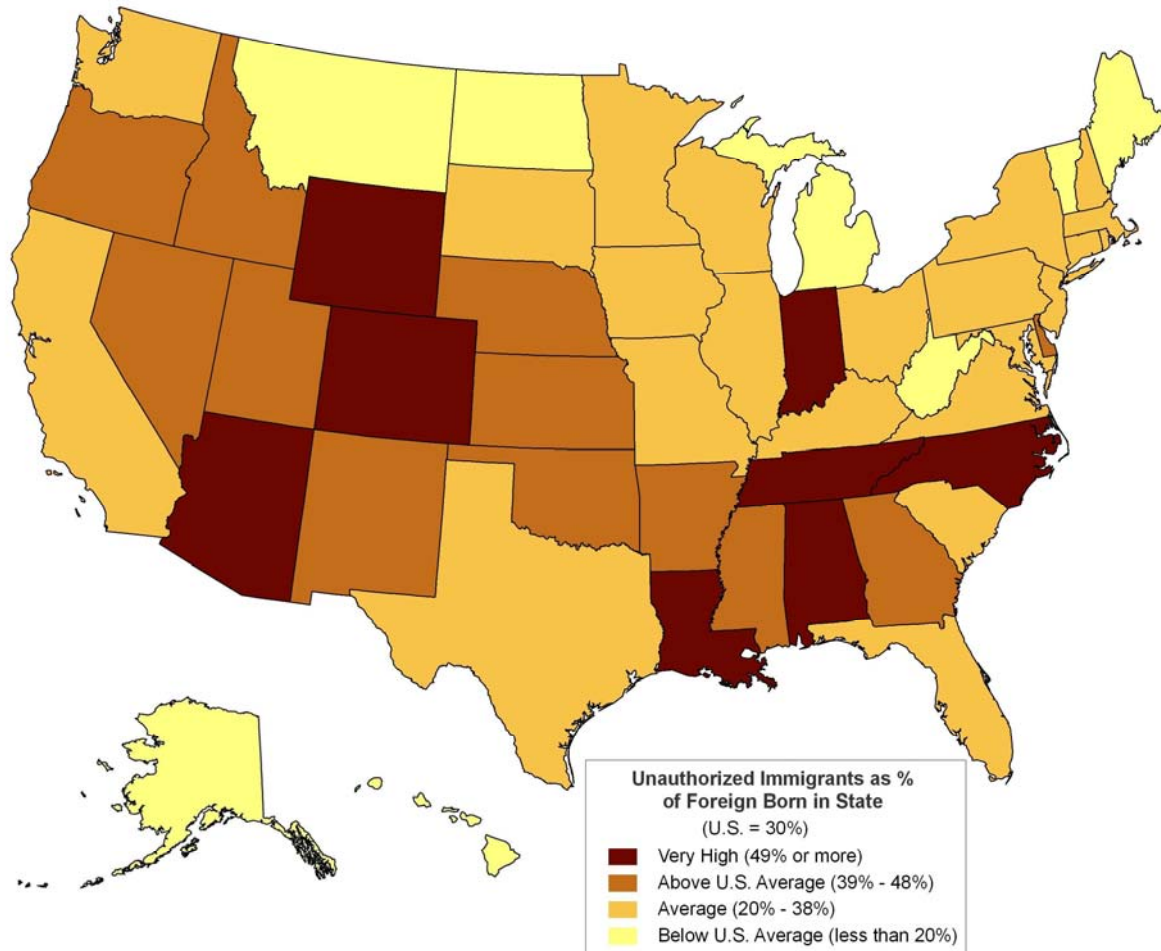 Unauthorized Immigrants as %
of Foreign Born in State
(U.S. = 30%)
Very High (49% or more)
Above U.S. Average (39% - 48%)
Average (20% - 38%)
Below U.S. Average (less than 20%)